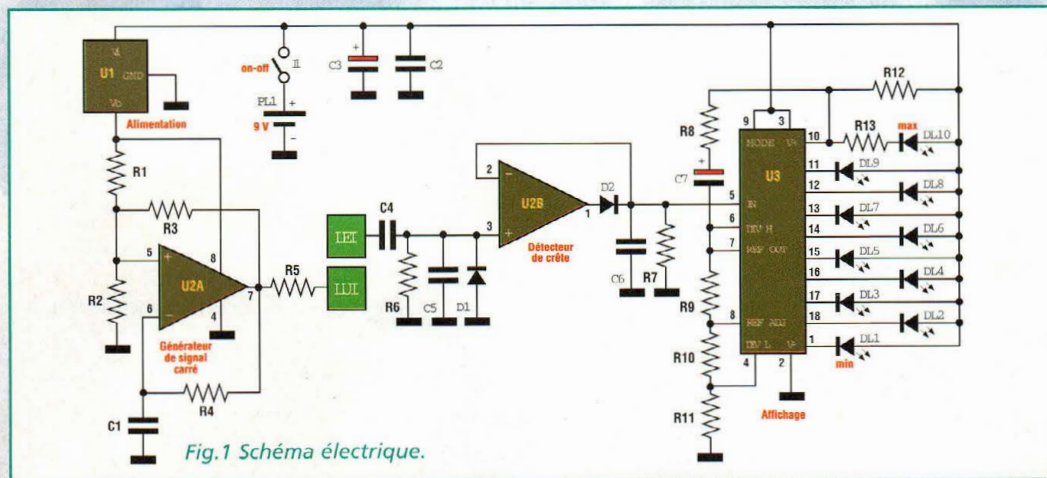 Vi
U1
GND
Vo
Alimentation
on-off
I1
PL1
+
9 V
-
+
C3
C2
R1
R3
R2
5
+
U2A
6
-
8
7
4
Générateur
de signal
carré
R4
C1
R5
LEI
LUI
C4
R6
C5
D1
2
-
U2B
3
+
1
Détecteur
de crête
D2
C6
R7
R8
+
C7
R9
R10
R11
R12
R13
max
DL10
9
3
MODE
V+
10
U3
5
IN
6
DIV H
7
REF OUT
8
REF ADJ
DIV L
V-
4
2
11
DL9
12
DL8
13
DL7
14
DL6
15
DL5
16
DL4
17
DL3
18
DL2
1
DL1
min
Affichage
Fig.1 Schéma électrique.